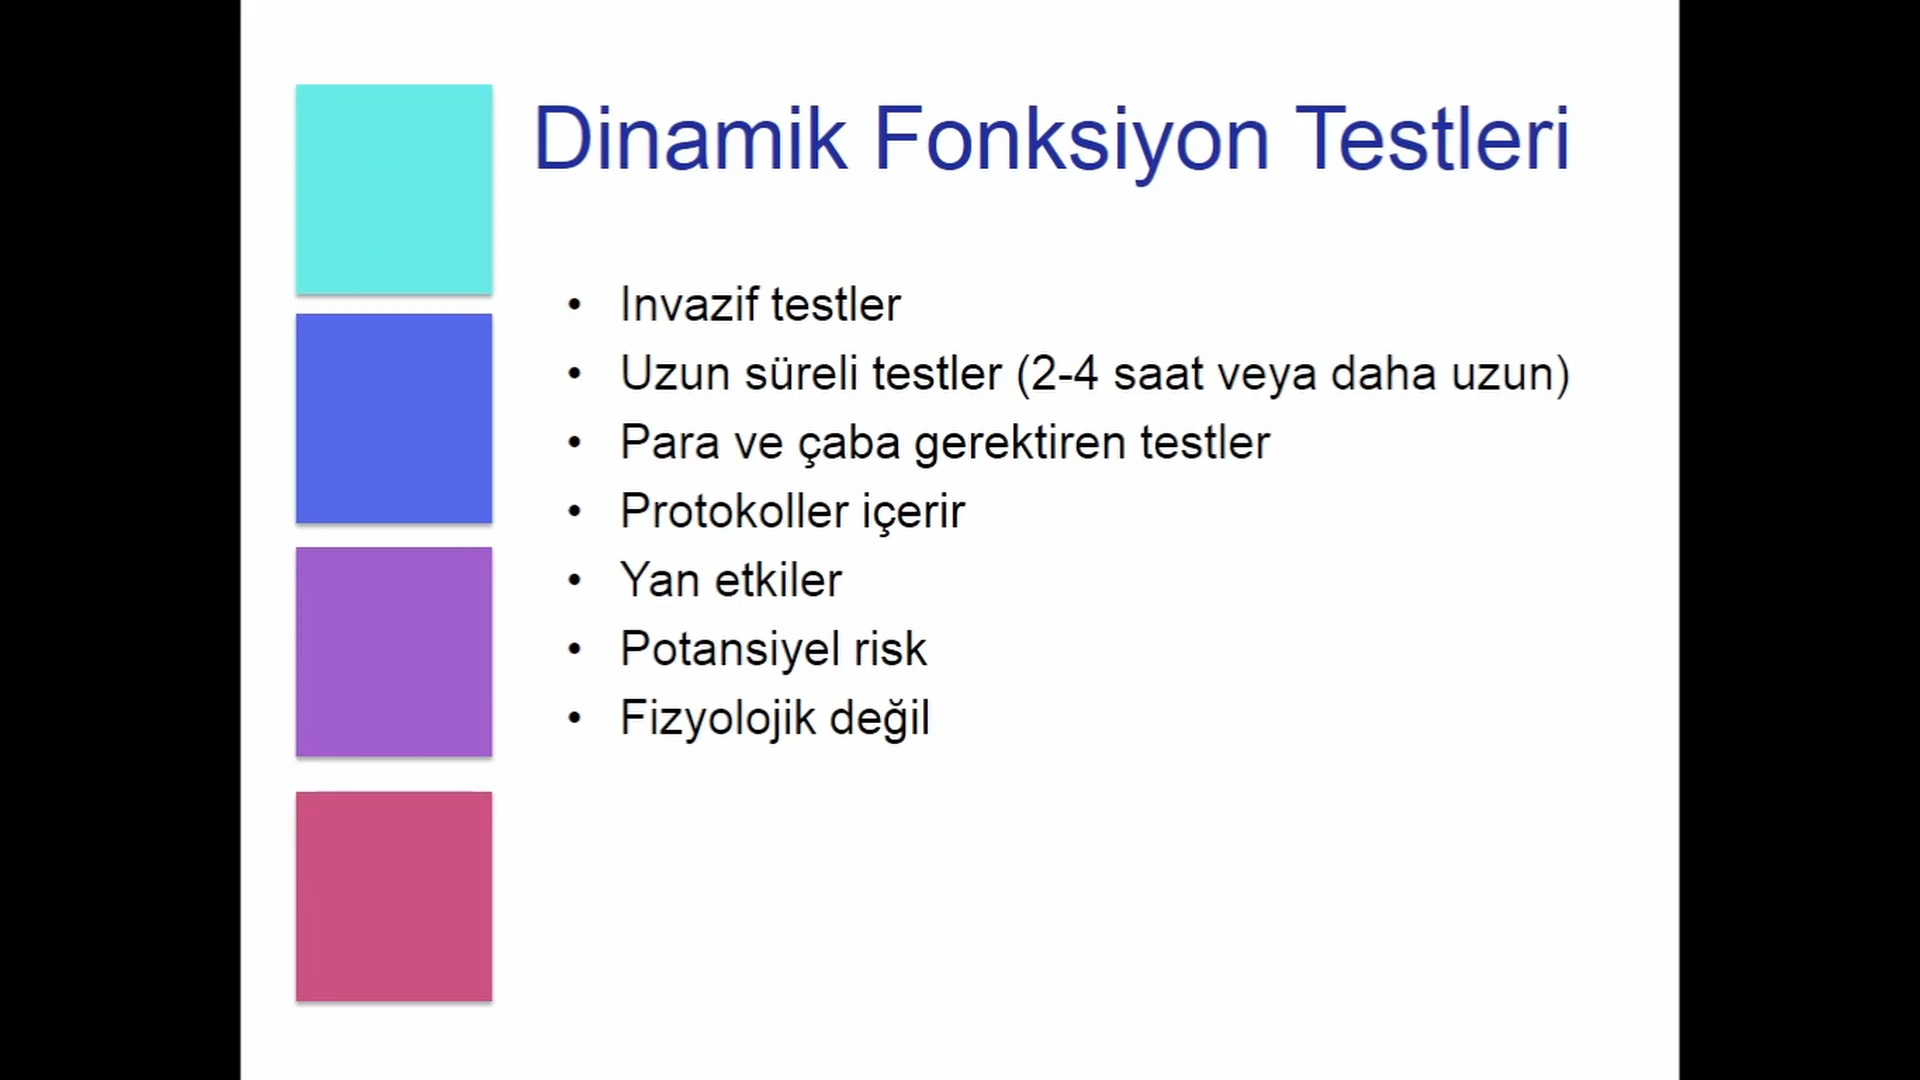 Dinamik Fonksiyon Testleri
• Invazif testler
• Uzun süreli testler (2-4 saat veya daha uzun)
• Para ve çaba gerektiren testler
• Protokoller içerir
• Yan etkiler
• Potansiyel risk
• Fizyolojik değil